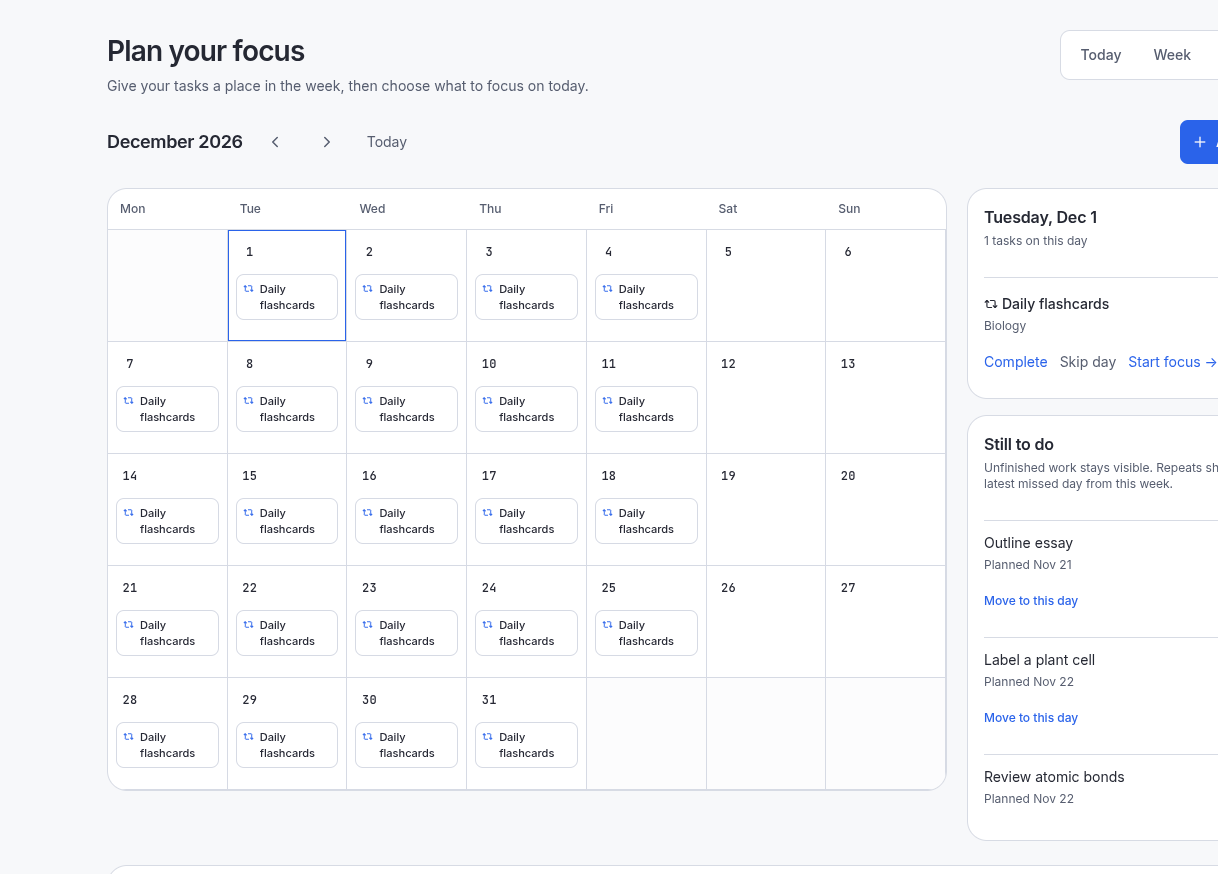 Plan your focus
Give your tasks a place in the week, then choose what to focus on today.
Today Week
December 2026 Today
Mon Tue Wed Thu Fri Sat Sun
1 2 3 4 5 6
Daily Daily Daily Daily
flashcards flashcards flashcards flashcards
7 8 9 10 11 12 13
Daily Daily Daily Daily Daily
flashcards flashcards flashcards flashcards flashcards
14 15 16 17 18 19 20
Daily Daily Daily Daily Daily
flashcards flashcards flashcards flashcards flashcards
21 22 23 24 25 26 27
Daily Daily Daily Daily Daily
flashcards flashcards flashcards flashcards flashcards
28 29 30 31
Daily Daily Daily Daily
flashcards flashcards flashcards flashcards
Tuesday, Dec 1
1 tasks on this day
Daily flashcards
Biology
Complete Skip day Start focus →
Still to do
Unfinished work stays visible. Repeats
latest missed day from this week.
Outline essay
Planned Nov 21
Move to this day
Label a plant cell
Planned Nov 22
Move to this day
Review atomic bonds
Planned Nov 22